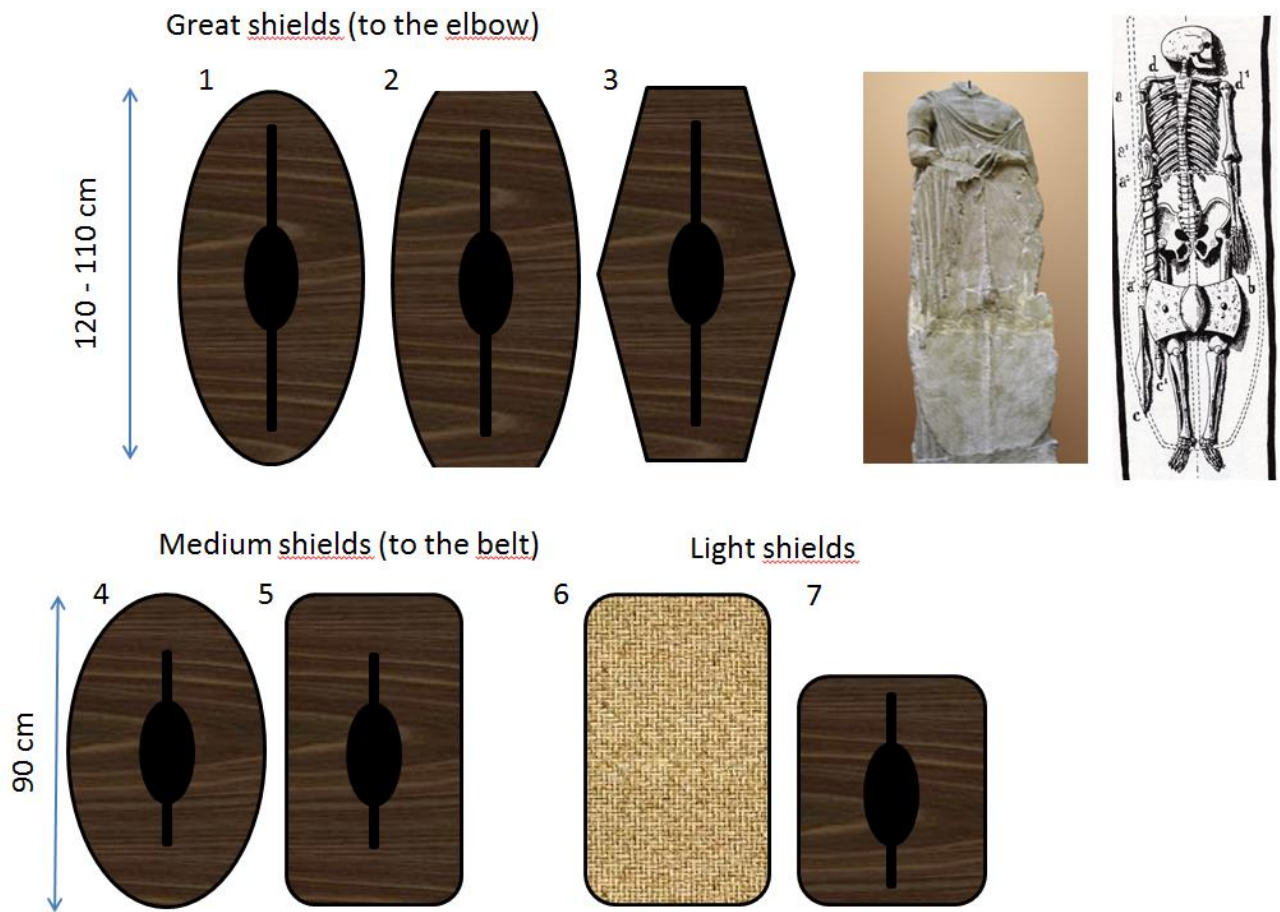 Great shields (to the elbow)
1
2
3
120 - 110 cm
d
d'
a
a'
a²
a
b
c'
c
Medium shields (to the belt)
Light shields
4
5
6
7
90 cm